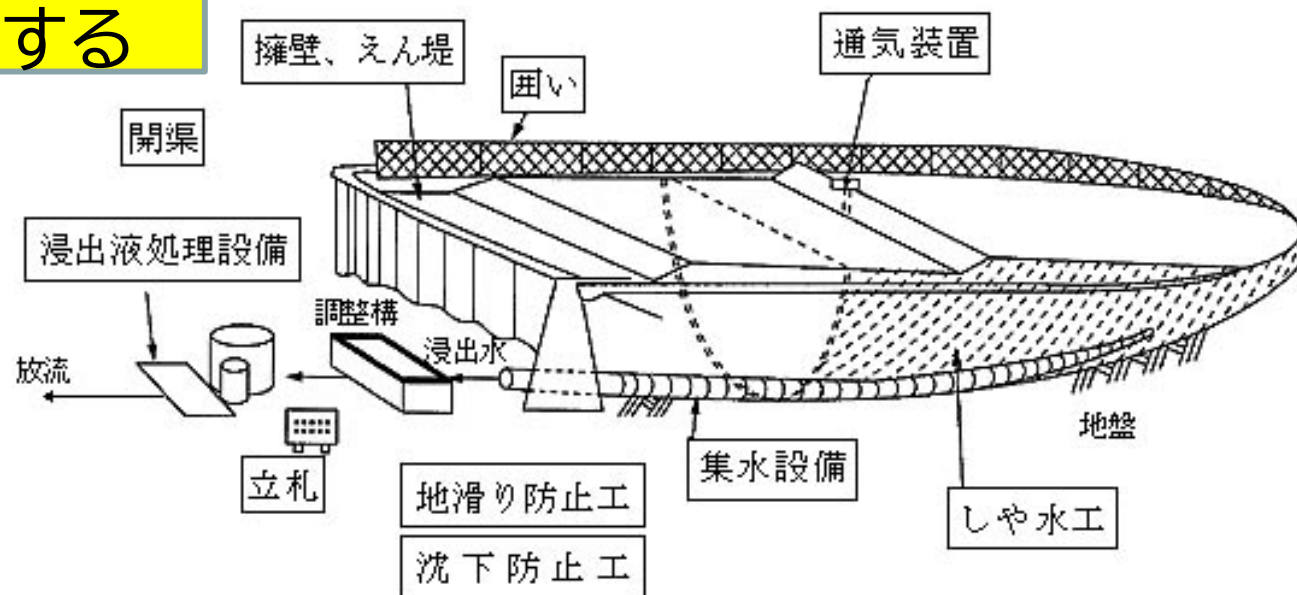 する
擁壁、えん堤
囲い
通気装置
開渠
浸出液処理設備
調整構
浸出水
放流
立札
地滑り防止工
沈下防止工
集水設備
地盤
しや水工